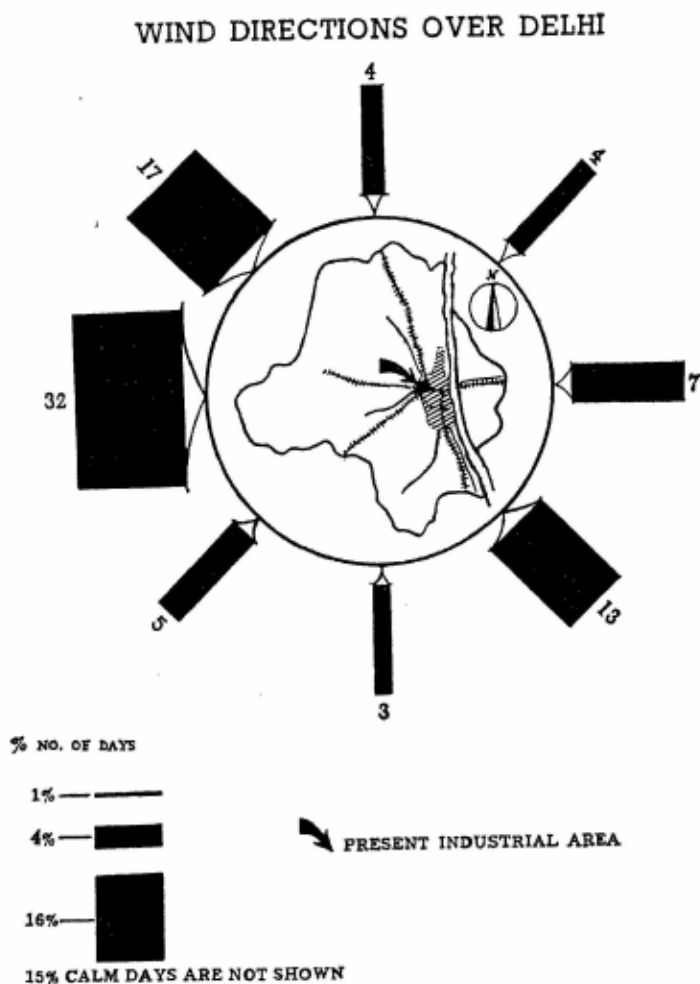 WIND DIRECTIONS OVER DELHI
4
17
4
N
32
7
5
13
3
% NO. OF DAYS
1%
4%
PRESENT INDUSTRIAL AREA
16%
15% CALM DAYS ARE NOT SHOWN